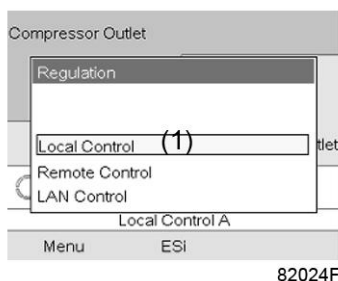 Compressor Outlet
Regulation
Local Control (1)
tlet
Remote Control
LAN Control
Local Control A
Menu ESi
82024F